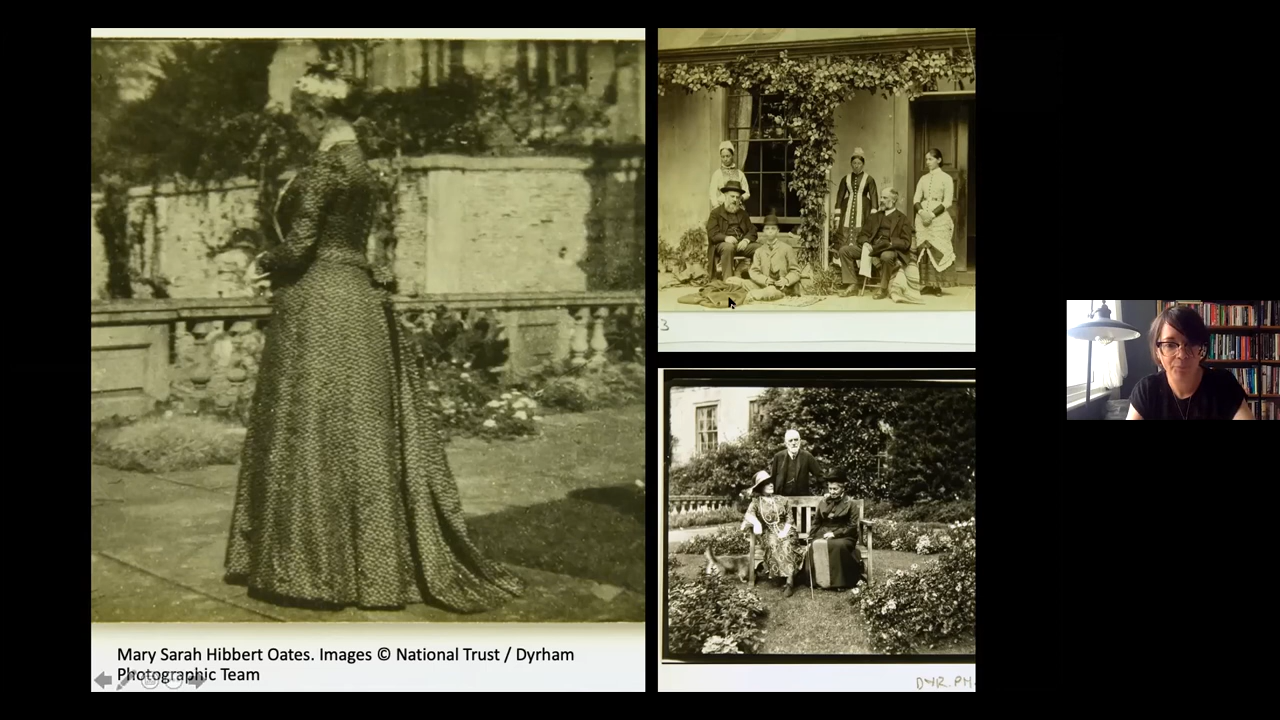 Mary Sarah Hibbert Oates. Images © National Trust / Dyrham
Photographic Team
3
DYR.PH.